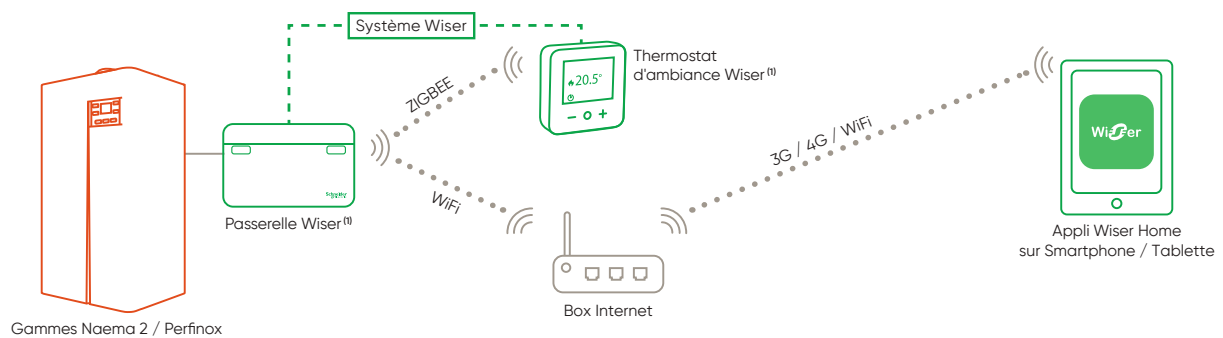 Système Wiser
Thermostat
d'ambiance Wiser(1)
20.5°
ZIGBEE
3G / 4G / WiFi
Wiser
WiFi
Schneider
Passerelle Wiser(1)
Appli Wiser Home
sur Smartphone / Tablette
Box Internet
Gammes Naema 2 / Perfinox